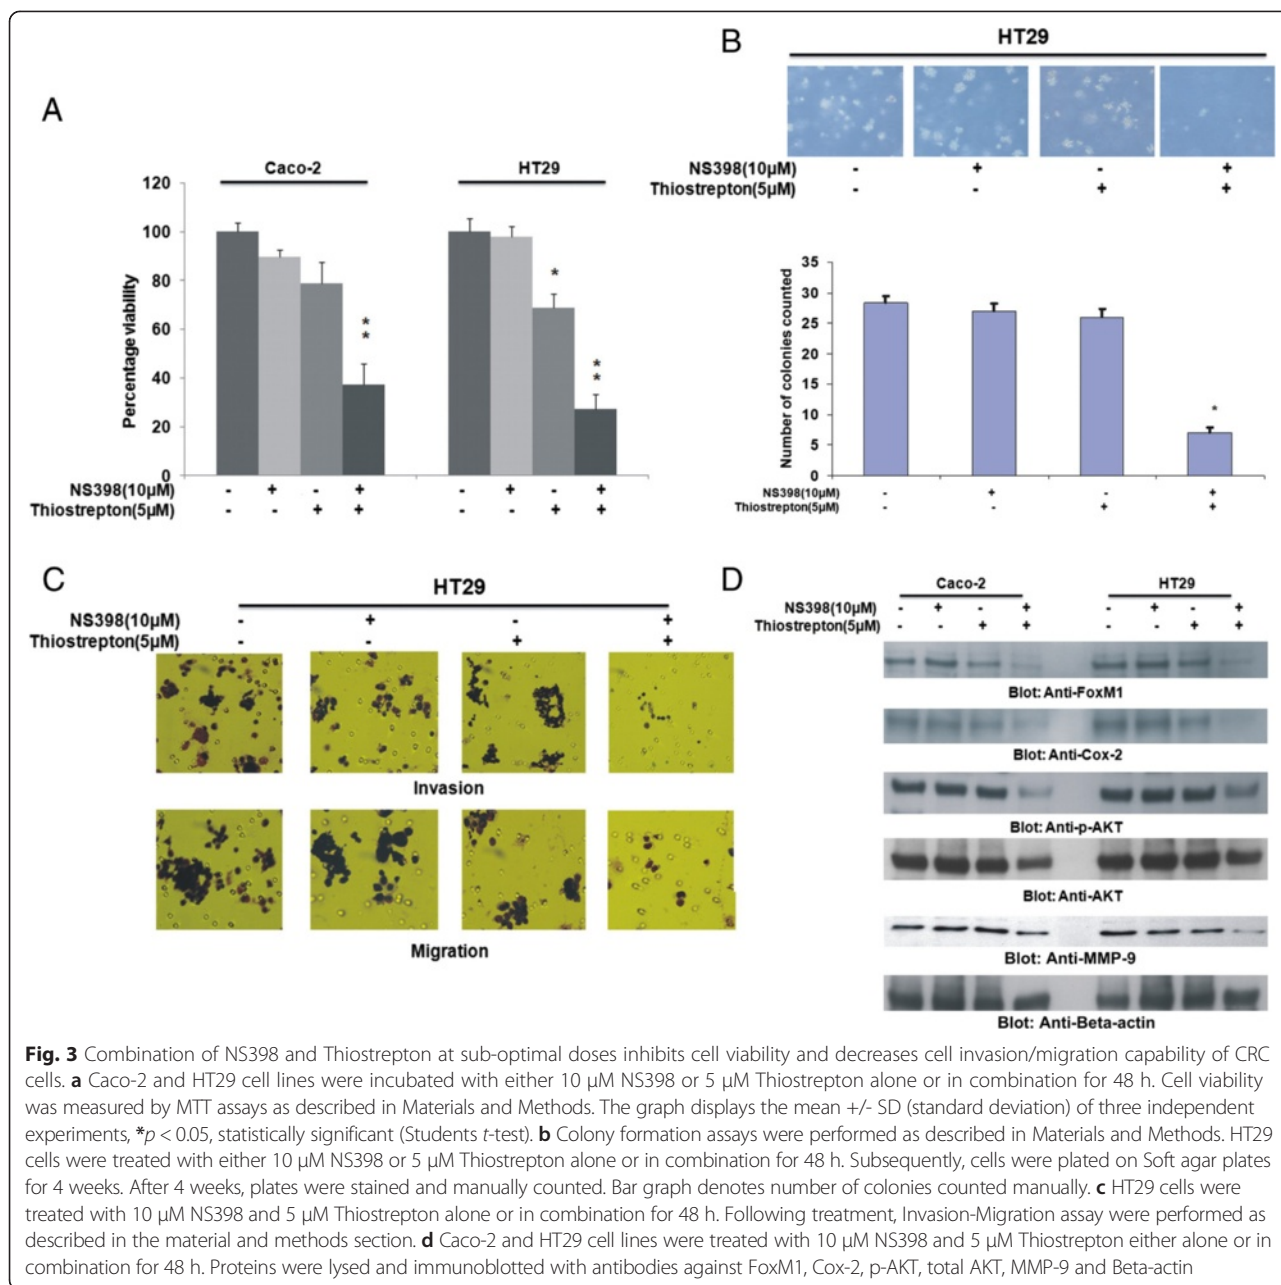 A
Caco-2 HT29
120
100
80
60
40
20
0
Percentage viability
*
*
*
*
*
NS398(10µM) - + - + - + - +
Thiostrepton(5µM) - - + + - - + +
B
HT29
NS398(10µM) - + - +
Thiostrepton(5µM) - - + +
35
30
25
20
15
10
5
0
Number of colonies counted
*
NS398(10µM) - + - +
Thiostrepton(5µM) - - + +
C
HT29
NS398(10µM) - + - +
Thiostrepton(5µM) - - + +
Invasion
Migration
D
Caco-2 HT29
NS398(10µM) - + - + - + - +
Thiostrepton(5µM) - - + + - - + +
Blot: Anti-FoxM1
Blot: Anti-Cox-2
Blot: Anti-p-AKT
Blot: Anti-AKT
Blot: Anti-MMP-9
Blot: Anti-Beta-actin
Fig. 3 Combination of NS398 and Thiostrepton at sub-optimal doses inhibits cell viability and decreases cell invasion/migration capability of CRC
cells. a Caco-2 and HT29 cell lines were incubated with either 10 µM NS398 or 5 µM Thiostrepton alone or in combination for 48 h. Cell viability
was measured by MTT assays as described in Materials and Methods. The graph displays the mean +/- SD (standard deviation) of three independent
experiments, *p < 0.05, statistically significant (Students t-test). b Colony formation assays were performed as described in Materials and Methods. HT29
cells were treated with either 10 µM NS398 or 5 µM Thiostrepton alone or in combination for 48 h. Subsequently, cells were plated on Soft agar plates
for 4 weeks. After 4 weeks, plates were stained and manually counted. Bar graph denotes number of colonies counted manually. c HT29 cells were
treated with 10 µM NS398 and 5 µM Thiostrepton alone or in combination for 48 h. Following treatment, Invasion-Migration assay were performed as
described in the material and methods section. d Caco-2 and HT29 cell lines were treated with 10 µM NS398 and 5 µM Thiostrepton either alone or in
combination for 48 h. Proteins were lysed and immunoblotted with antibodies against FoxM1, Cox-2, p-AKT, total AKT, MMP-9 and Beta-actin